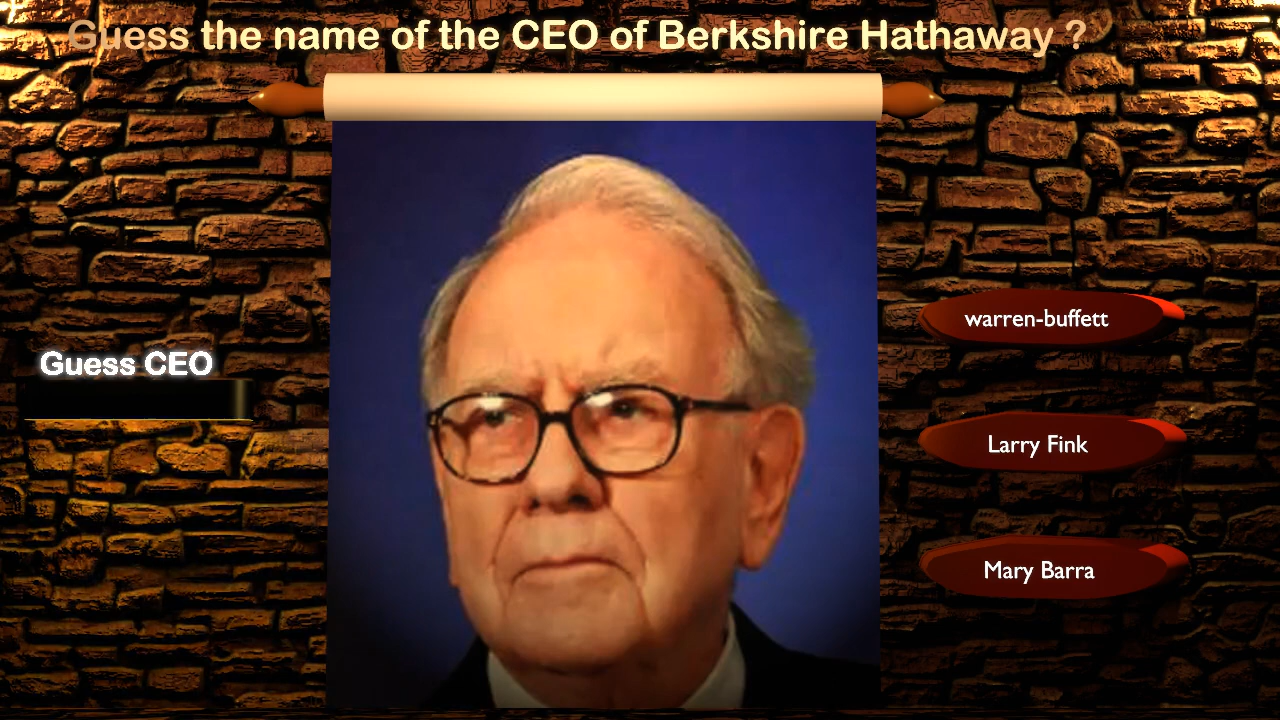 Guess the name of the CEO of Berkshire Hathaway ?
Guess CEO
warren-buffett
Larry Fink
Mary Barra